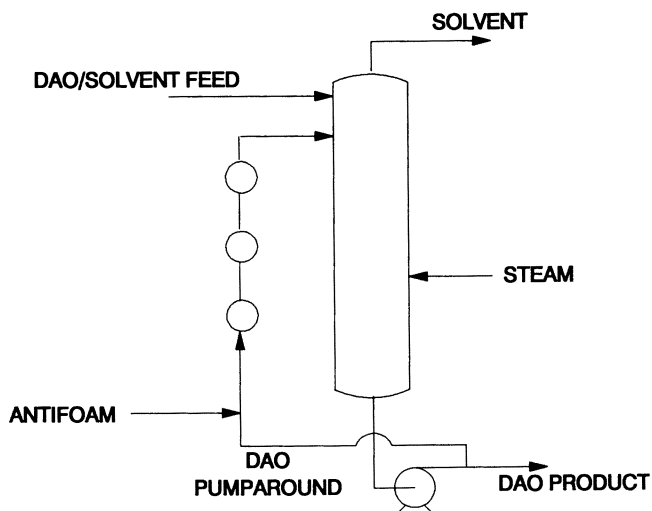 SOLVENT
DAO/SOLVENT FEED
STEAM
ANTIFOAM
DAO
PUMPAROUND
DAO PRODUCT